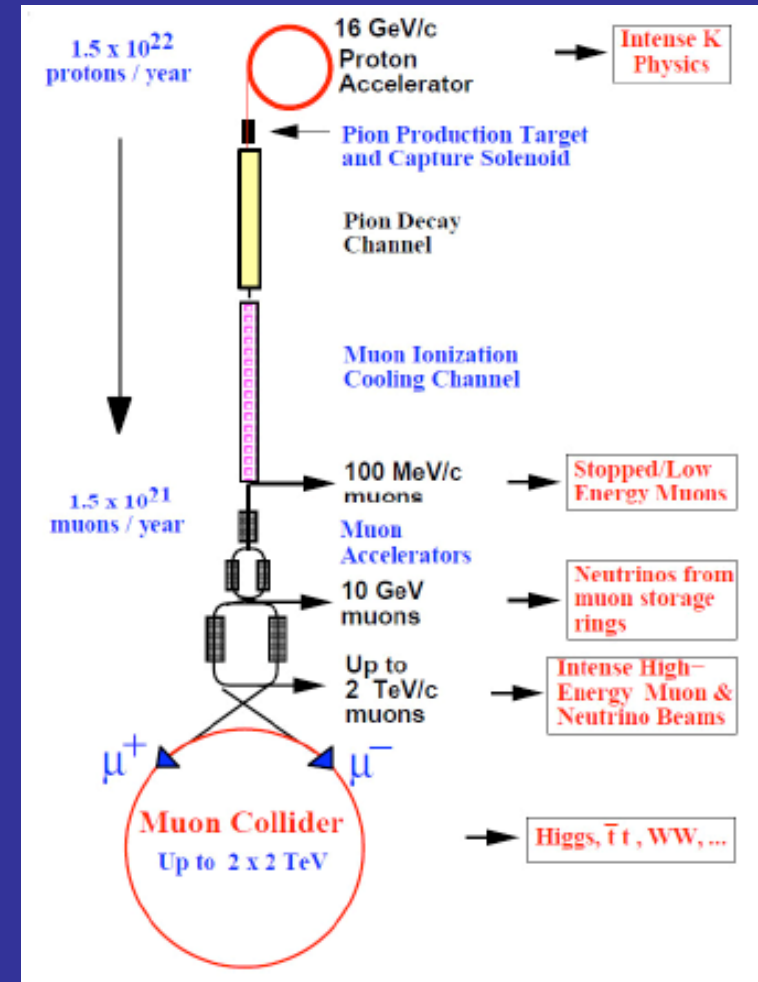 1.5 x 10²²
protons / year
16 GeV/c
Proton
Accelerator
Intense K
Physics
Pion Production Target
and Capture Solenoid
Pion Decay
Channel
Muon Ionization
Cooling Channel
100 MeV/c
muons
Stopped/Low
Energy Muons
1.5 x 10²¹
muons / year
Muon
Accelerators
10 GeV
muons
Neutrinos from
muon storage
rings
Up to
2 TeV/c
muons
Intense High–
Energy Muon &
Neutrino Beams
μ⁺
μ⁻
Muon Collider
Up to 2 x 2 TeV
Higgs, t̄ t , WW, ...